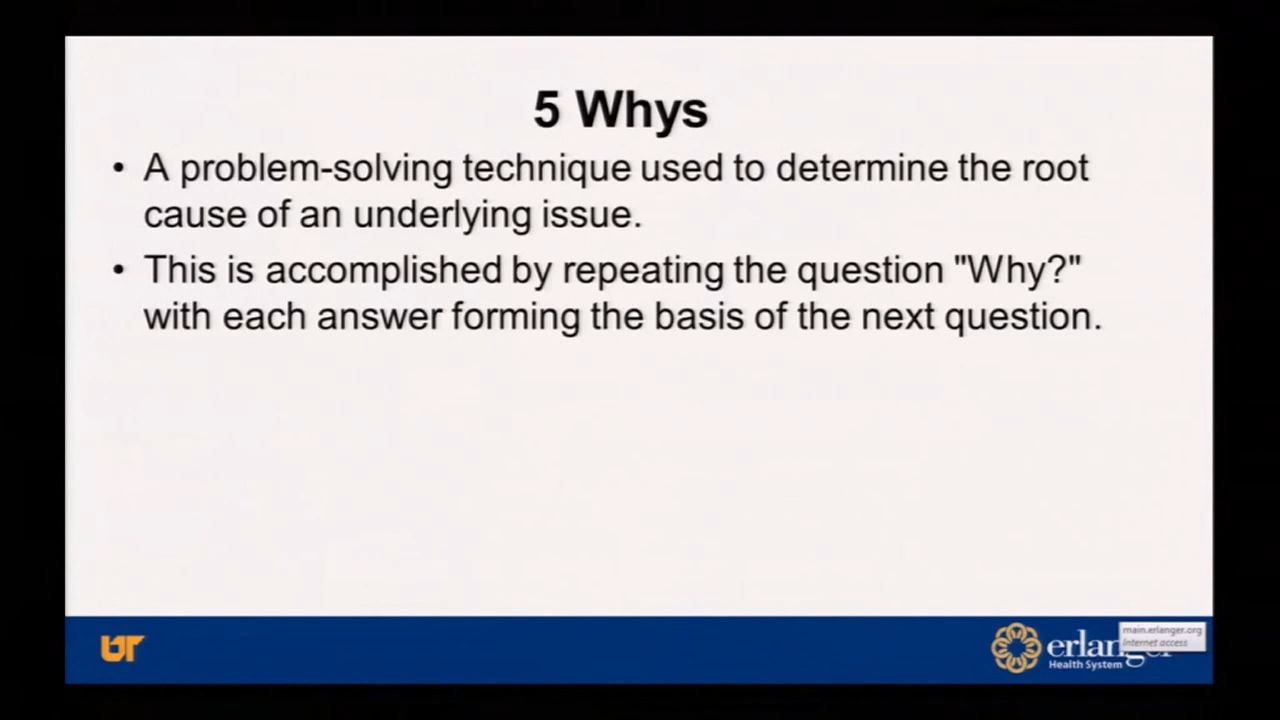 5 Whys
• A problem-solving technique used to determine the root
cause of an underlying issue.
• This is accomplished by repeating the question "Why?"
with each answer forming the basis of the next question.
UT
erlanger
Health System
main.erlanger.org
Internet access